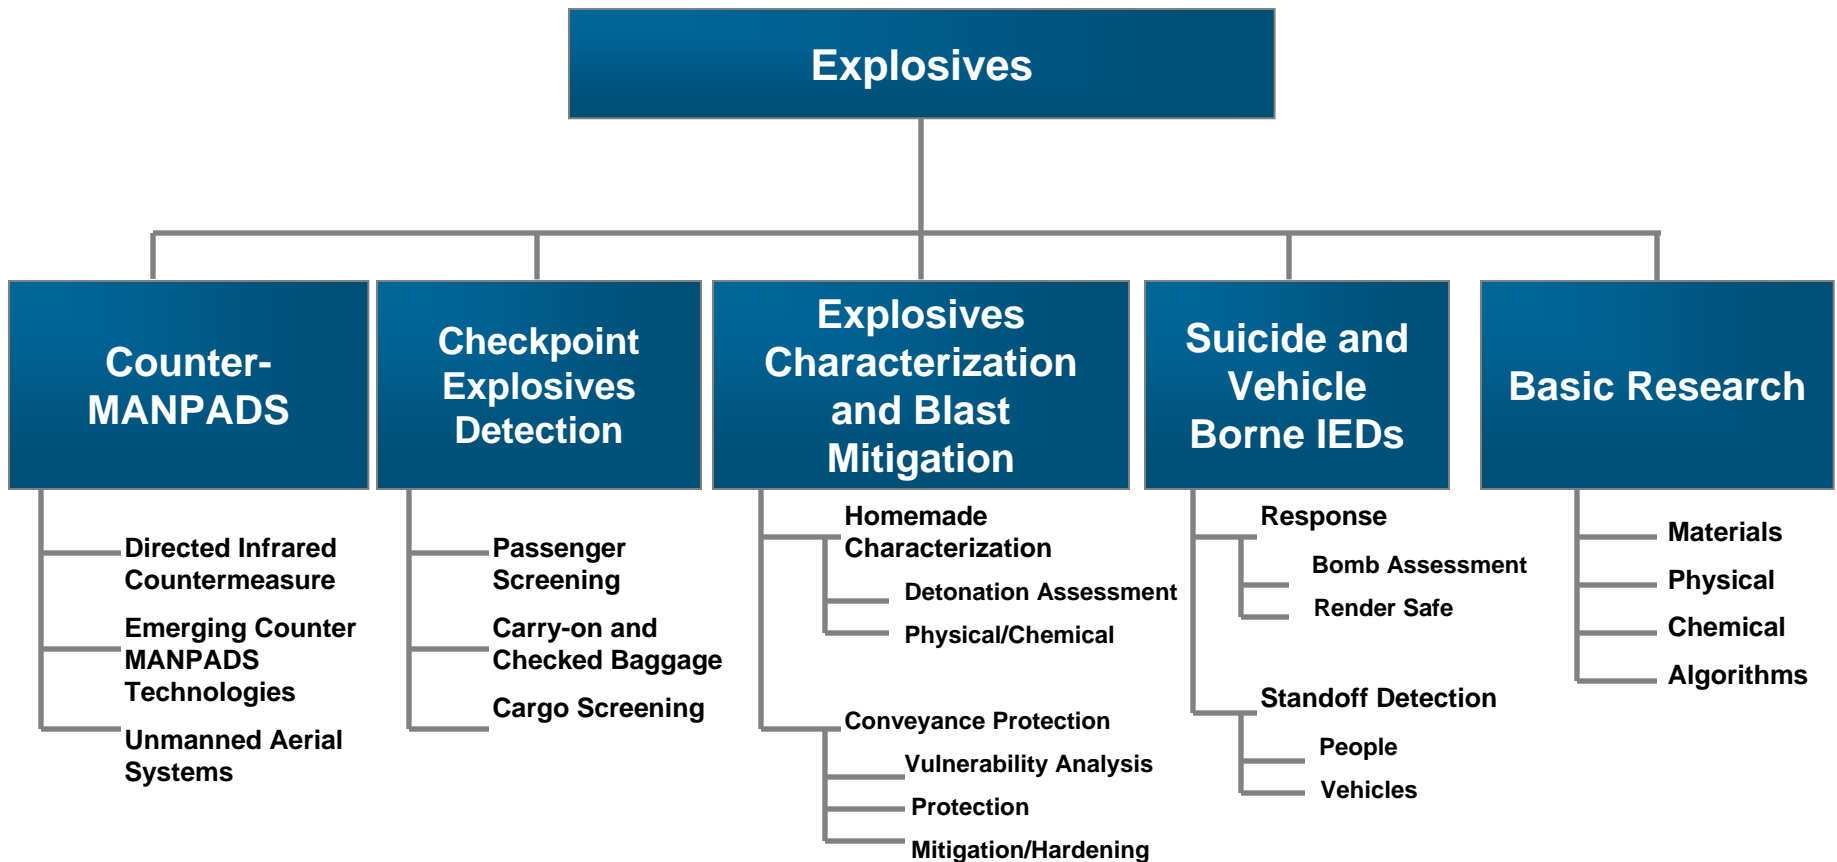 Explosives
Counter-
MANPADS
Directed Infrared
Countermeasure
Emerging Counter
MANPADS
Technologies
Unmanned Aerial
Systems
Checkpoint
Explosives
Detection
Passenger
Screening
Carry-on and
Checked Baggage
Cargo Screening
Explosives
Characterization
and Blast
Mitigation
Homemade
Characterization
Detonation Assessment
Physical/Chemical
Conveyance Protection
Vulnerability Analysis
Protection
Mitigation/Hardening
Suicide and
Vehicle
Borne IEDs
Response
Bomb Assessment
Render Safe
Standoff Detection
People
Vehicles
Basic Research
Materials
Physical
Chemical
Algorithms